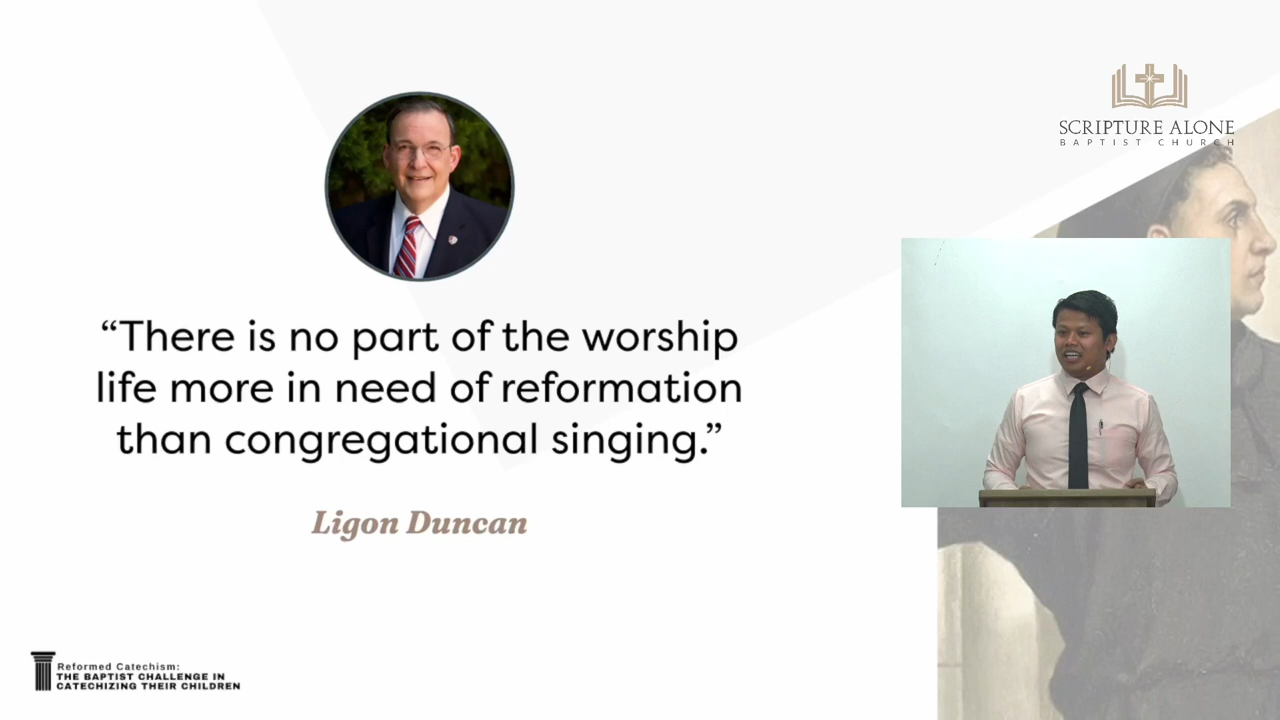 SCRIPTURE ALONE
BAPTIST CHURCH
“There is no part of the worship
life more in need of reformation
than congregational singing.”
Ligon Duncan
Reformed Catechism:
THE BAPTIST CHALLENGE IN
CATECHIZING THEIR CHILDREN